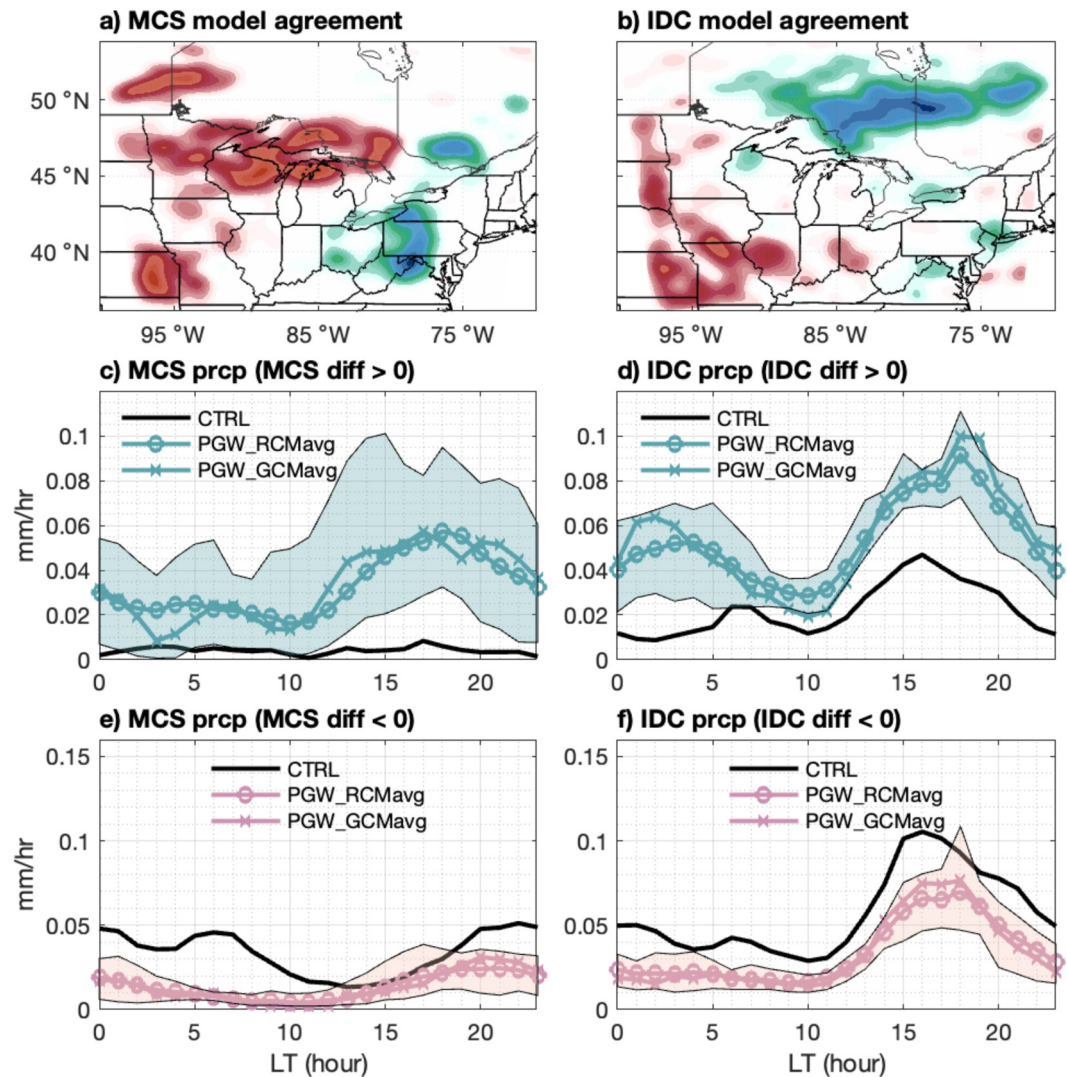 a) MCS model agreement
b) IDC model agreement
50 °N
45 °N
40 °N
95 °W
85 °W
75 °W
95 °W
85 °W
75 °W
c) MCS prcp (MCS diff > 0)
d) IDC prcp (IDC diff > 0)
CTRL
PGW_RCMavg
PGW_GCMavg
CTRL
PGW_RCMavg
PGW_GCMavg
mm/hr
0.1
0.08
0.06
0.04
0.02
0
0.1
0.08
0.06
0.04
0.02
0
0
5
10
15
20
0
5
10
15
20
e) MCS prcp (MCS diff < 0)
f) IDC prcp (IDC diff < 0)
CTRL
PGW_RCMavg
PGW_GCMavg
CTRL
PGW_RCMavg
PGW_GCMavg
mm/hr
0.15
0.1
0.05
0
0.15
0.1
0.05
0
0
5
10
15
20
0
5
10
15
20
LT (hour)
LT (hour)